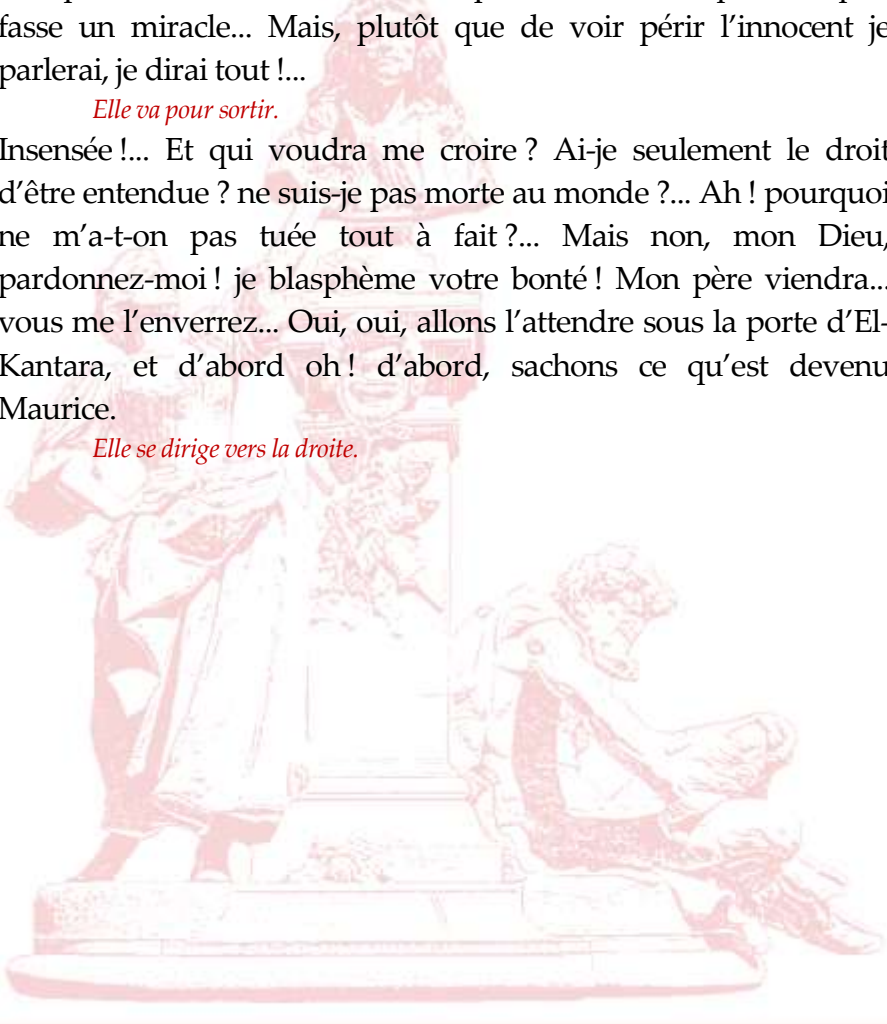 fasse un miracle... Mais, plutôt que de voir périr l’innocent je
parlerai, je dirai tout !...
Elle va pour sortir.
Insensée !... Et qui voudra me croire ? Ai-je seulement le droit
d’être entendue ? ne suis-je pas morte au monde ?... Ah ! pourquoi
ne m’a-t-on pas tuée tout à fait ?... Mais non, mon Dieu,
pardonnez-moi ! je blasphème votre bonté ! Mon père viendra...
vous me l’enverrez... Oui, oui, allons l’attendre sous la porte d’El-
Kantara, et d’abord oh ! d’abord, sachons ce qu’est devenu
Maurice.
Elle se dirige vers la droite.